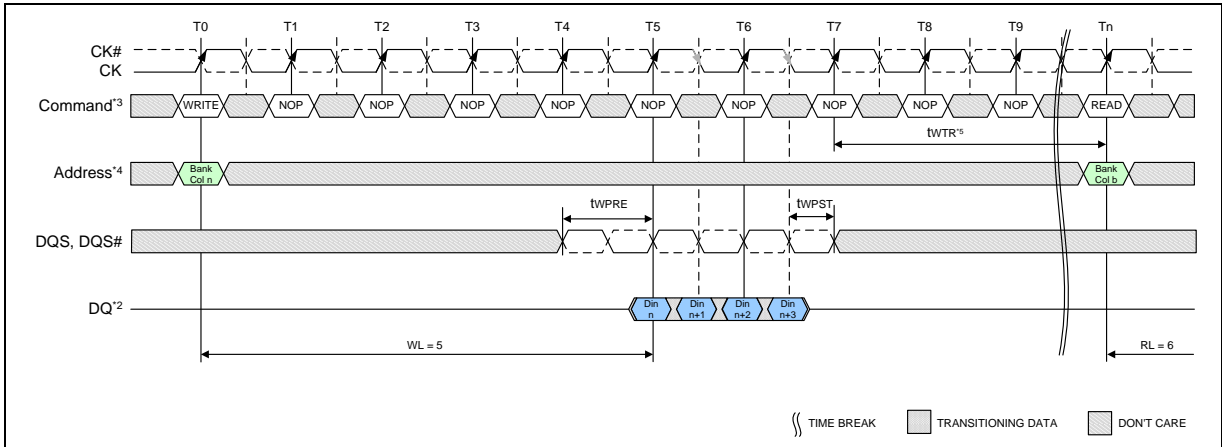 T0 T1 T2 T3 T4 T5 T6 T7 T8 T9 Tn
CK#
CK
Command*3 WRITE NOP NOP NOP NOP NOP NOP NOP NOP NOP READ
tWTR*5
Address*4 Bank Col n Bank Col b
tWPRE tWPST
DQS, DQS#
DQ*2 Din n Din n+1 Din n+2 Din n+3
WL = 5 RL = 6
TIME BREAK TRANSITIONING DATA DON'T CARE